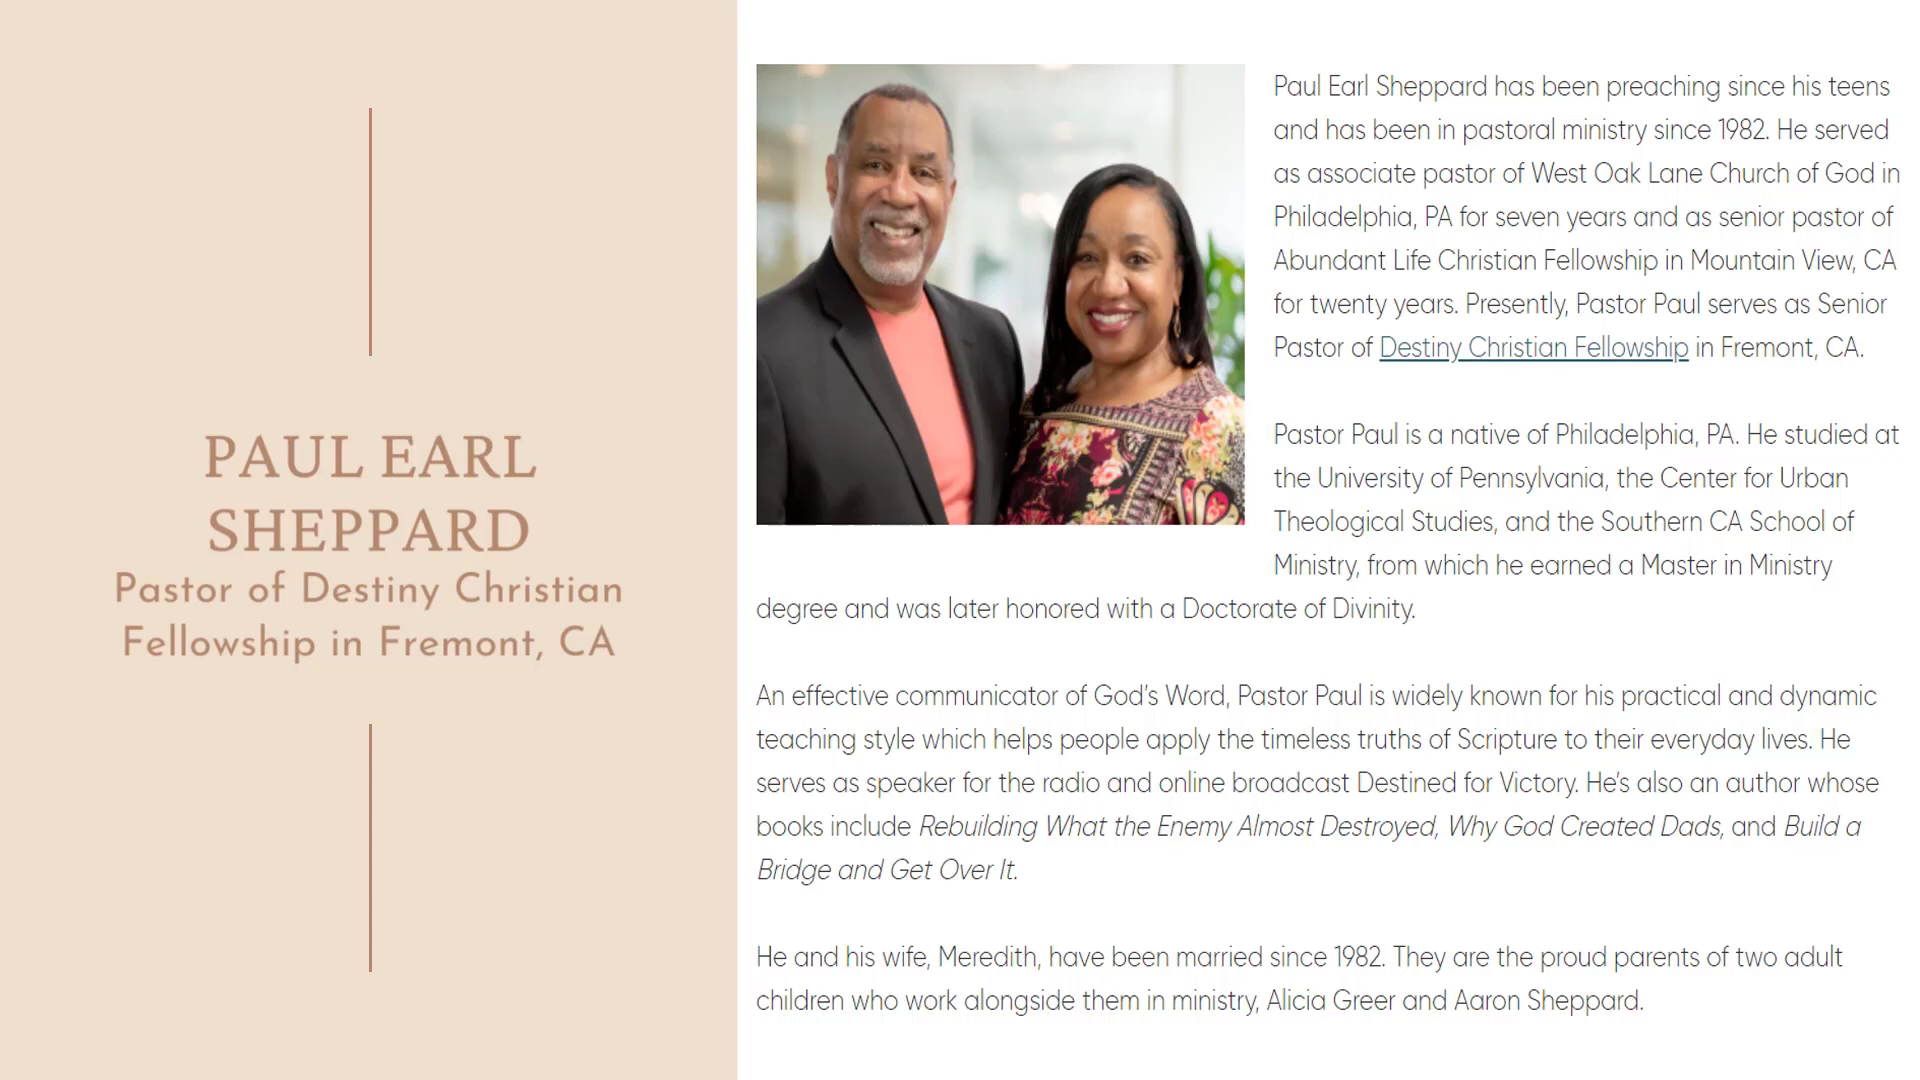 PAUL EARL
SHEPPARD
Pastor of Destiny Christian
Fellowship in Fremont, CA
Paul Earl Sheppard has been preaching since his teens
and has been in pastoral ministry since 1982. He served
as associate pastor of West Oak Lane Church of God in
Philadelphia, PA for seven years and as senior pastor of
Abundant Life Christian Fellowship in Mountain View, CA
for twenty years. Presently, Pastor Paul serves as Senior
Pastor of Destiny Christian Fellowship in Fremont, CA.
Pastor Paul is a native of Philadelphia, PA. He studied at
the University of Pennsylvania, the Center for Urban
Theological Studies, and the Southern CA School of
Ministry, from which he earned a Master in Ministry
degree and was later honored with a Doctorate of Divinity.
An effective communicator of God's Word, Pastor Paul is widely known for his practical and dynamic
teaching style which helps people apply the timeless truths of Scripture to their everyday lives. He
serves as speaker for the radio and online broadcast Destined for Victory. He's also an author whose
books include Rebuilding What the Enemy Almost Destroyed, Why God Created Dads, and Build a
Bridge and Get Over It.
He and his wife, Meredith, have been married since 1982. They are the proud parents of two adult
children who work alongside them in ministry, Alicia Greer and Aaron Sheppard.